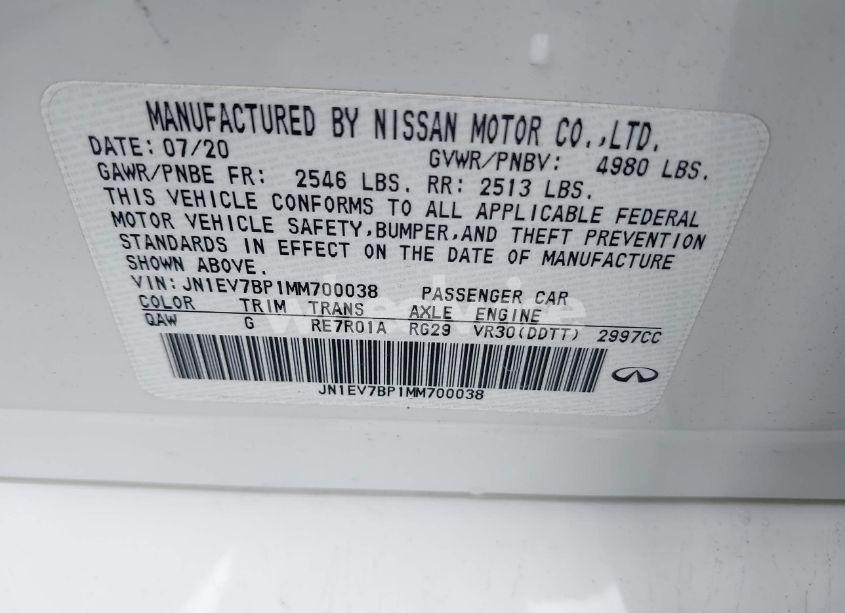 MANUFACTURED BY NISSAN MOTOR CO.,LTD.
DATE: 07/20 GVWR/PNBV: 4980 LBS.
GAWR/PNBE FR: 2546 LBS. RR: 2513 LBS.
THIS VEHICLE CONFORMS TO ALL APPLICABLE FEDERAL
MOTOR VEHICLE SAFETY,BUMPER,AND THEFT PREVENTION
STANDARDS IN EFFECT ON THE DATE OF MANUFACTURE
SHOWN ABOVE.
VIN:JN1EV7BP1MM700038 PASSENGER CAR
COLOR TRIM TRANS AXLE ENGINE
QAW G RE7R01A RG29 VR30(DDTT) 2997CC
JN1EV7BP1MM700038